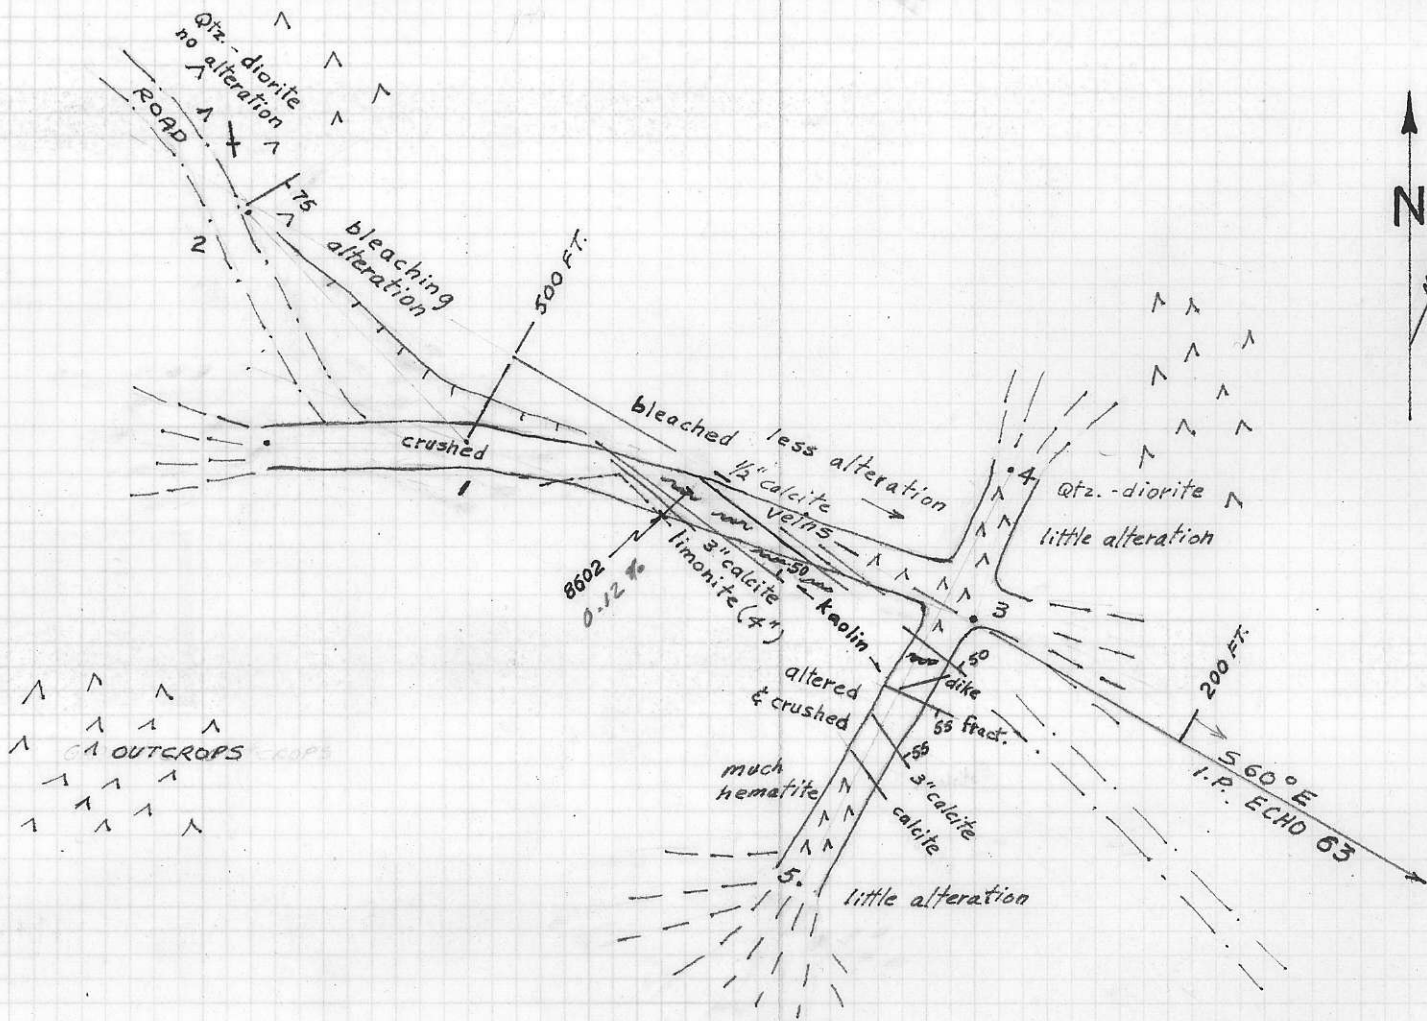 Qtz.-diorite
no alteration
ROAD
75
2
bleaching
alteration
500 FT.
N
crushed
1
bleached less alteration
1/2" calcite
veins
4
Qtz.-diorite
little alteration
8602
0.12 %
3" calcite
limonite (4")
50
kaolin
3
50
dike
altered
& crushed
55 fract.
55
3" calcite
calcite
much
hematite
200 FT.
S 60° E
I.P. ECHO 63
OUTCROPS
5.
little alteration